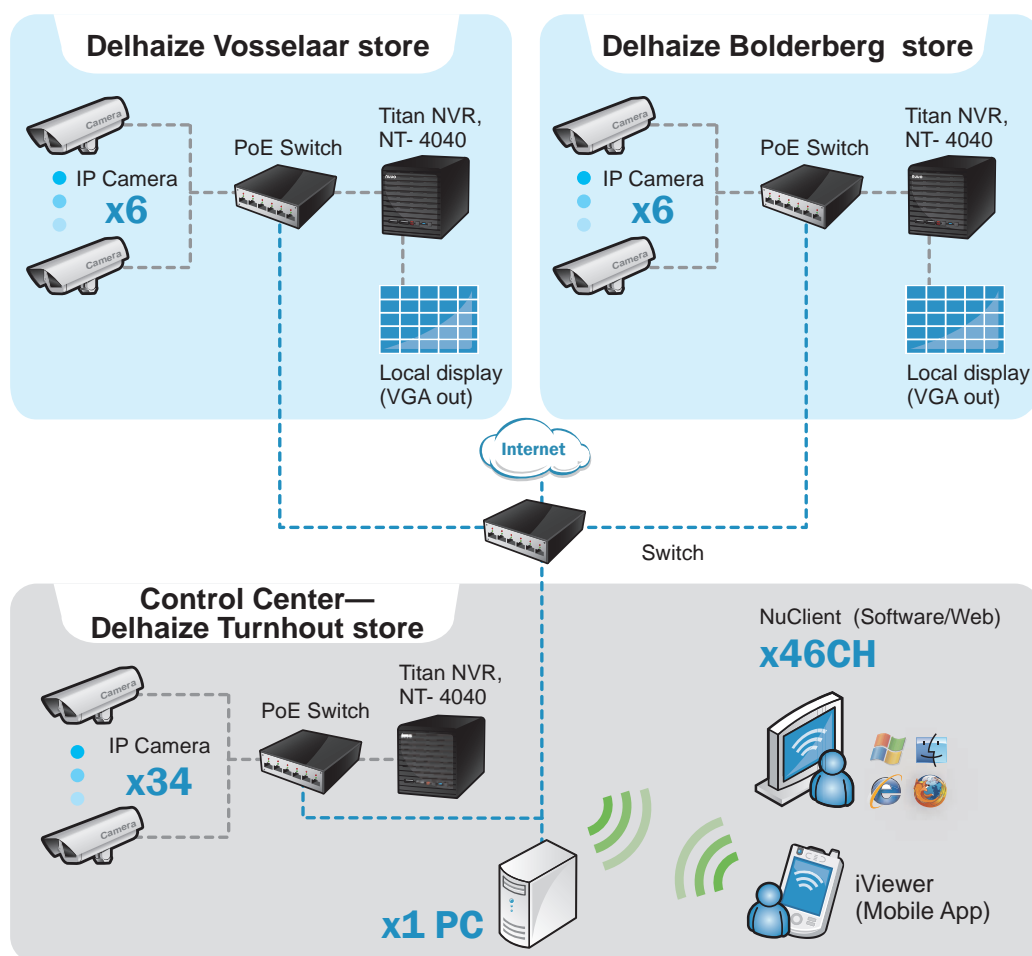 Delhaize Vosselaar store
Camera
IP Camera
x6
Camera
PoE Switch
Titan NVR,
NT- 4040
Local display
(VGA out)
Delhaize Bolderberg  store
Camera
IP Camera
x6
Camera
PoE Switch
Titan NVR,
NT- 4040
Local display
(VGA out)
Internet
Switch
Control Center—
Delhaize Turnhout store
Camera
IP Camera
x34
Camera
PoE Switch
Titan NVR,
NT- 4040
x1 PC
NuClient  (Software/Web)
x46CH
iViewer
(Mobile App)